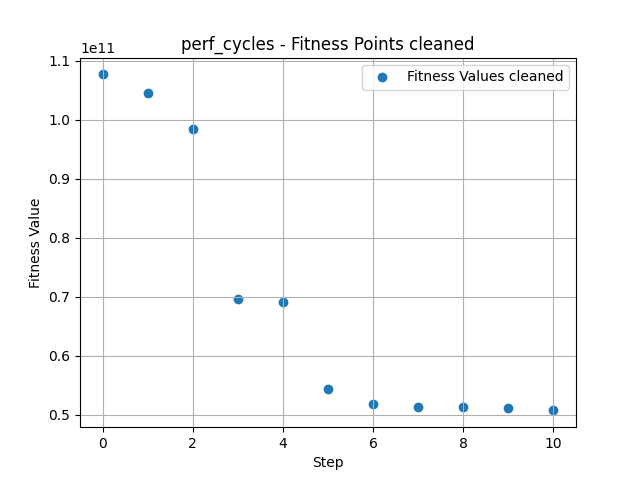 perf_cycles - Fitness Points cleaned
1e11
Fitness Values cleaned
1.1
1.0
0.9
0.8
0.7
0.6
0.5
Fitness Value
0 2 4 6 8 10
Step